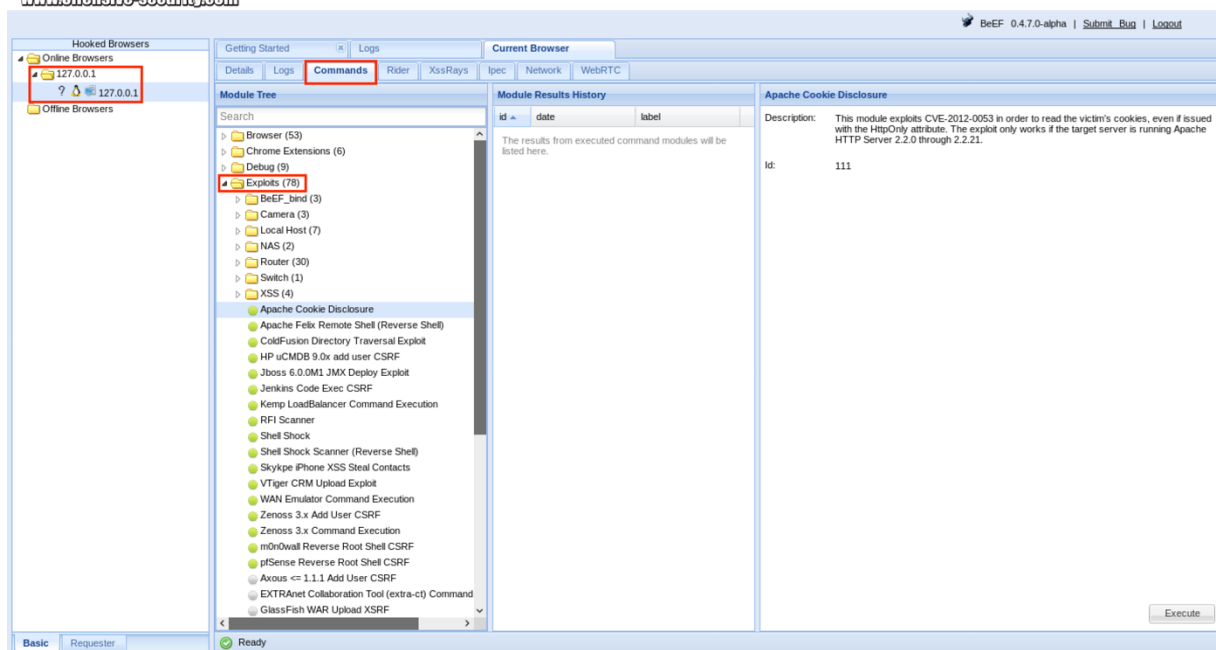 www.offensive-security.com
BeEF 0.4.7.0-alpha | Submit Bug | Logout
Hooked Browsers
Online Browsers
127.0.0.1
? 127.0.0.1
Offline Browsers
Basic Requester
Getting Started Logs Current Browser
Details Logs Commands Rider XssRays Ipec Network WebRTC
Module Tree
Search
Browser (53)
Chrome Extensions (6)
Debug (9)
Exploits (78)
BeEF_bind (3)
Camera (3)
Local Host (7)
NAS (2)
Router (30)
Switch (1)
XSS (4)
Apache Cookie Disclosure
Apache Felix Remote Shell (Reverse Shell)
ColdFusion Directory Traversal Exploit
HP uCMDB 9.0x add user CSRF
Jboss 6.0.0M1 JMX Deploy Exploit
Jenkins Code Exec CSRF
Kemp LoadBalancer Command Execution
RFI Scanner
Shell Shock
Shell Shock Scanner (Reverse Shell)
Skykpe iPhone XSS Steal Contacts
VTiger CRM Upload Exploit
WAN Emulator Command Execution
Zenoss 3.x Add User CSRF
Zenoss 3.x Command Execution
m0n0wall Reverse Root Shell CSRF
pfSense Reverse Root Shell CSRF
Axous <= 1.1.1 Add User CSRF
EXTRAnet Collaboration Tool (extra-ct) Command
GlassFish WAR Upload XSRF
Module Results History
id date label
The results from executed command modules will be
listed here.
Apache Cookie Disclosure
Description: This module exploits CVE-2012-0053 in order to read the victim's cookies, even if issued
with the HttpOnly attribute. The exploit only works if the target server is running Apache
HTTP Server 2.2.0 through 2.2.21.
Id: 111
Execute
Ready